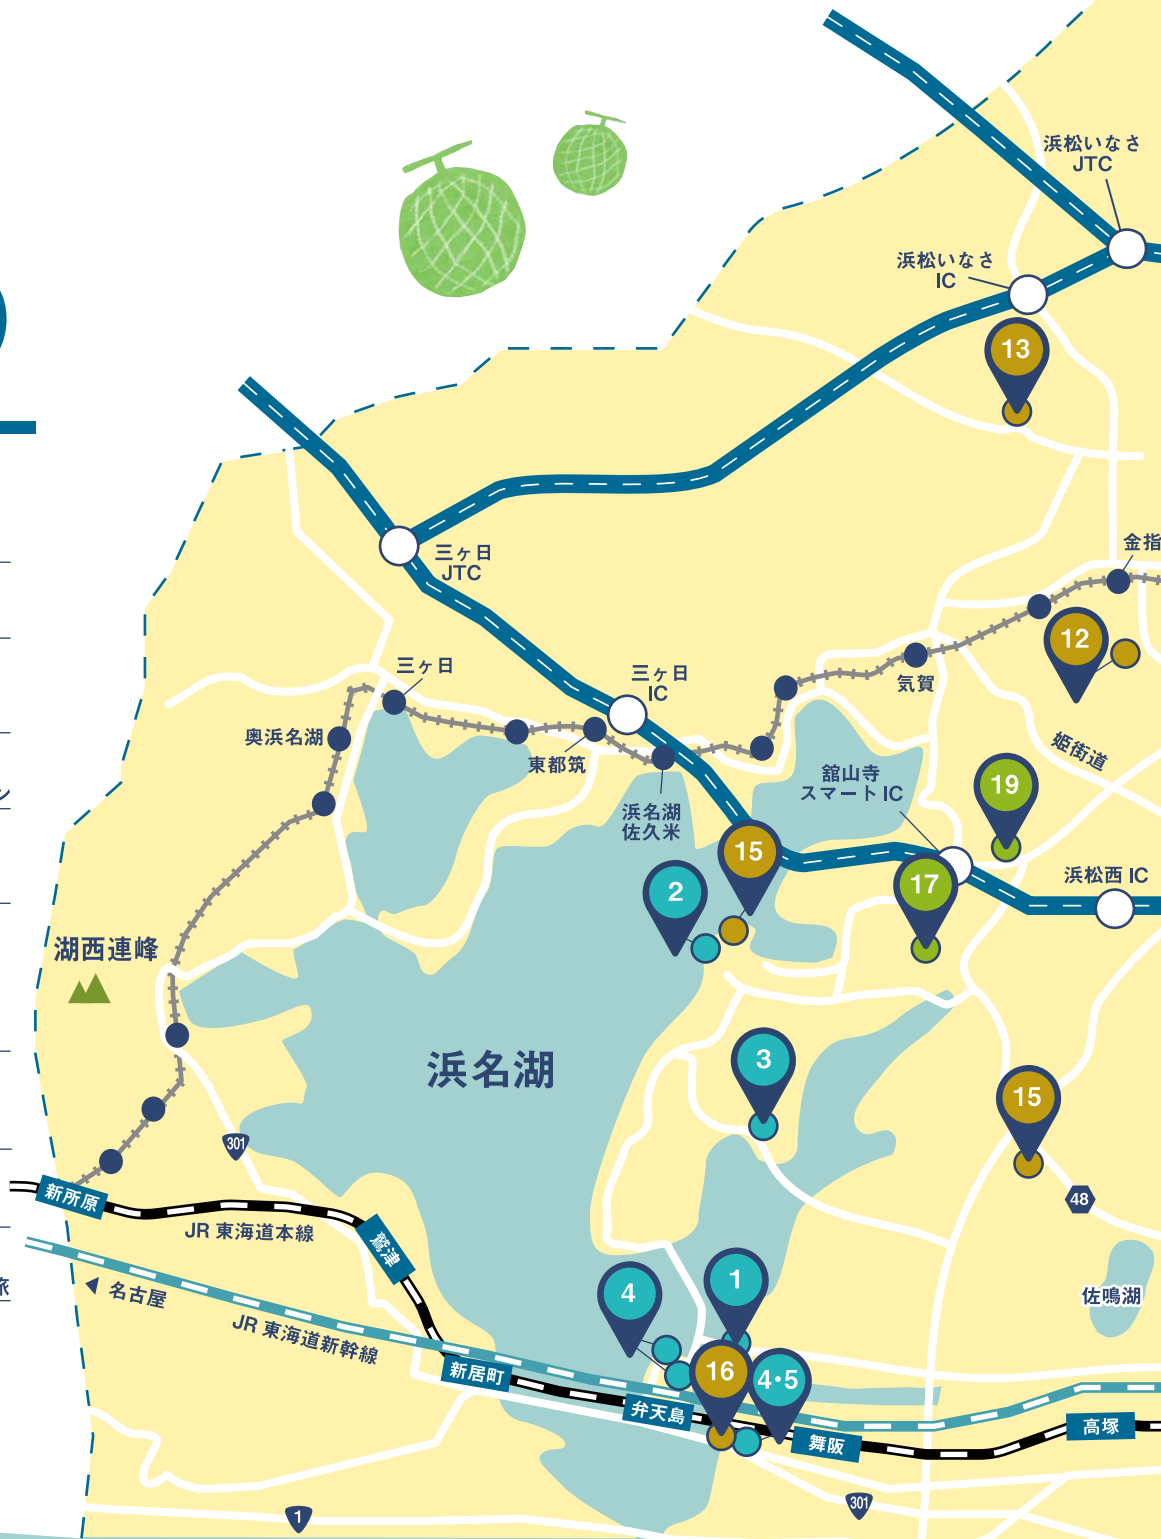 浜松いなさ
JTC
浜松いなさ
IC
13
三ヶ日
JTC
金指
12
三ヶ日
三ヶ日
IC
気賀
奥浜名湖
東都筑
姫街道
舘山寺
スマート IC
19
浜名湖
佐久米
15
浜松西 IC
2
17
湖西連峰
浜名湖
3
15
301
新所原
48
JR 東海道本線
鷲津
名古屋
4
1
佐鳴湖
JR 東海道新幹線
新居町
16
4・5
弁天島
舞阪
高塚
1
301